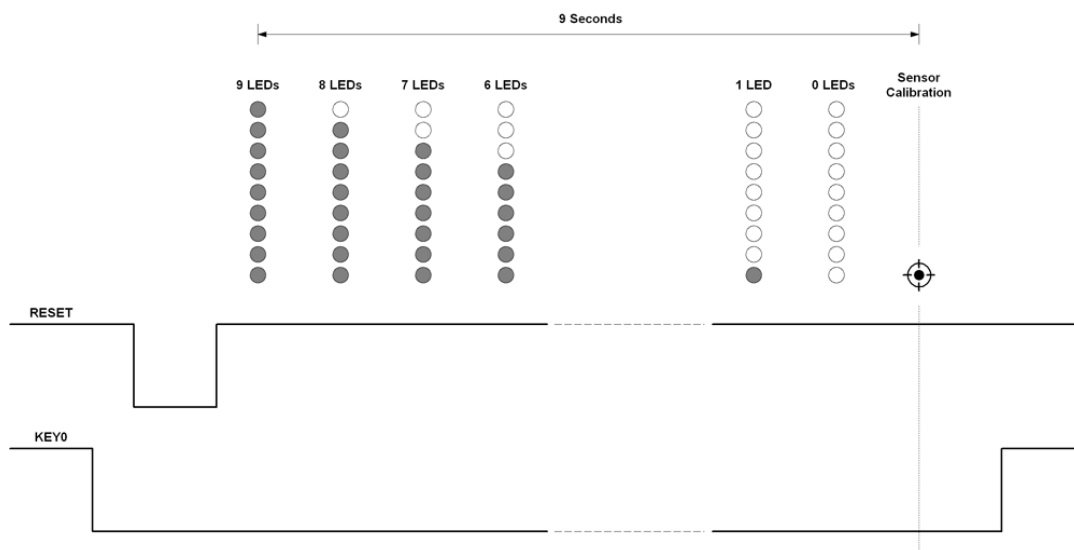 9 Seconds
9 LEDs
8 LEDs
7 LEDs
6 LEDs
1 LED
0 LEDs
Sensor
Calibration
RESET
KEY0